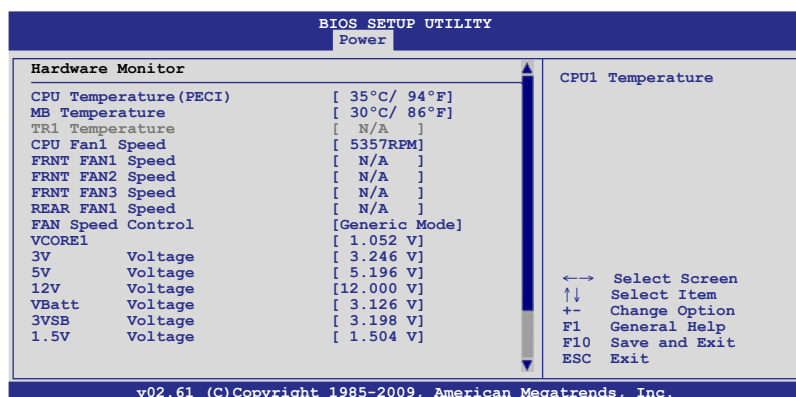 BIOS SETUP UTILITY
Power
Hardware Monitor
CPU Temperature(PECI) [ 35°C/ 94°F]
MB Temperature [ 30°C/ 86°F]
TR1 Temperature [ N/A ]
CPU Fan1 Speed [ 5357RPM]
FRNT FAN1 Speed [ N/A ]
FRNT FAN2 Speed [ N/A ]
FRNT FAN3 Speed [ N/A ]
REAR FAN1 Speed [ N/A ]
FAN Speed Control [Generic Mode]
VCORE1 [ 1.052 V]
3V Voltage [ 3.246 V]
5V Voltage [ 5.196 V]
12V Voltage [12.000 V]
VBatt Voltage [ 3.126 V]
3VSB Voltage [ 3.198 V]
1.5V Voltage [ 1.504 V]
CPU1 Temperature
←→ Select Screen
↑↓ Select Item
+- Change Option
F1 General Help
F10 Save and Exit
ESC Exit
v02.61 (C)Copyright 1985-2009, American Megatrends, Inc.